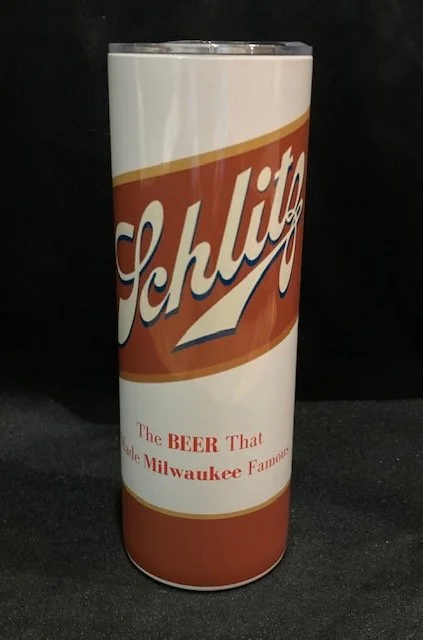 Schlitz
The BEER That
Made Milwaukee Famous